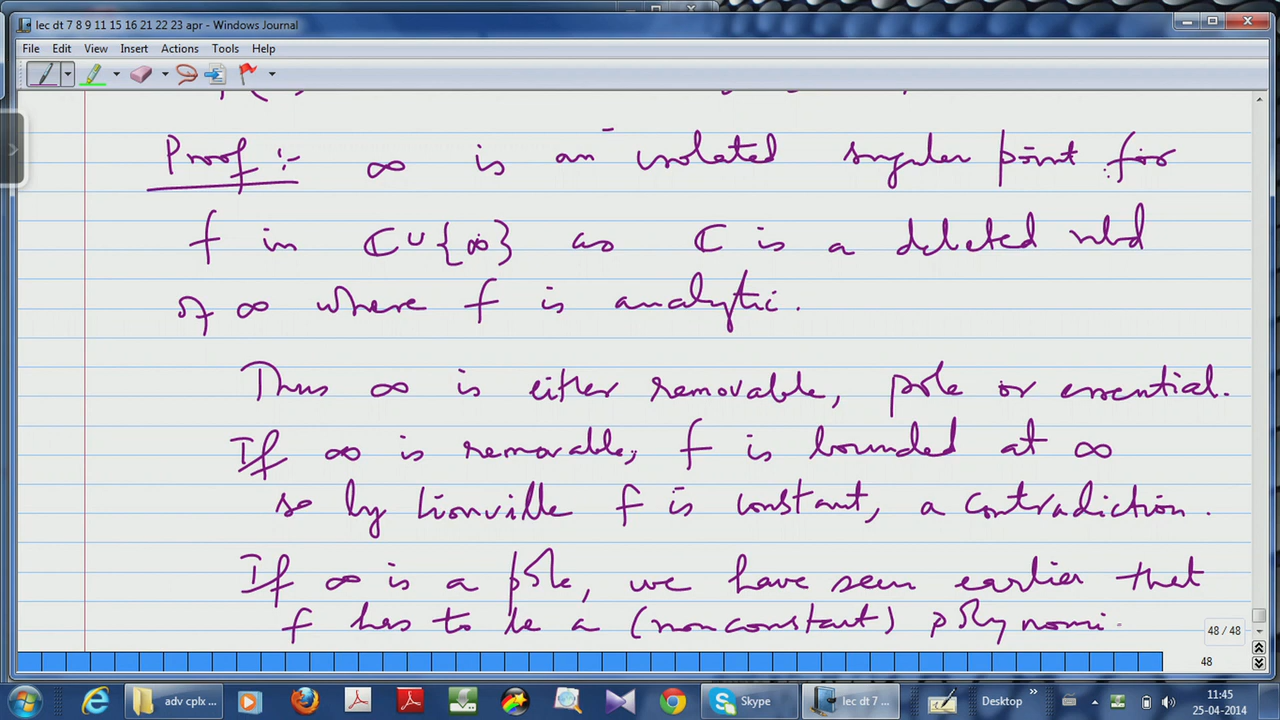 lec dt 7 8 9 11 15 16 21 22 23 apr - Windows Journal
File Edit View Insert Actions Tools Help
Proof :- ∞ is an isolated singular point for
f in ℂ ∪ {∞} as ℂ is a deleted nbd
of ∞ where f is analytic.
Thus ∞ is either removable, pole or essential.
If ∞ is removable, f is bounded at ∞
so by Liouville f is constant, a contradiction.
If ∞ is a pole, we have seen earlier that
f has to be a (nonconstant) polynomi
48 / 48
48
adv cplx ... Skype lec dt 7 ... Desktop 11:45
25-04-2014